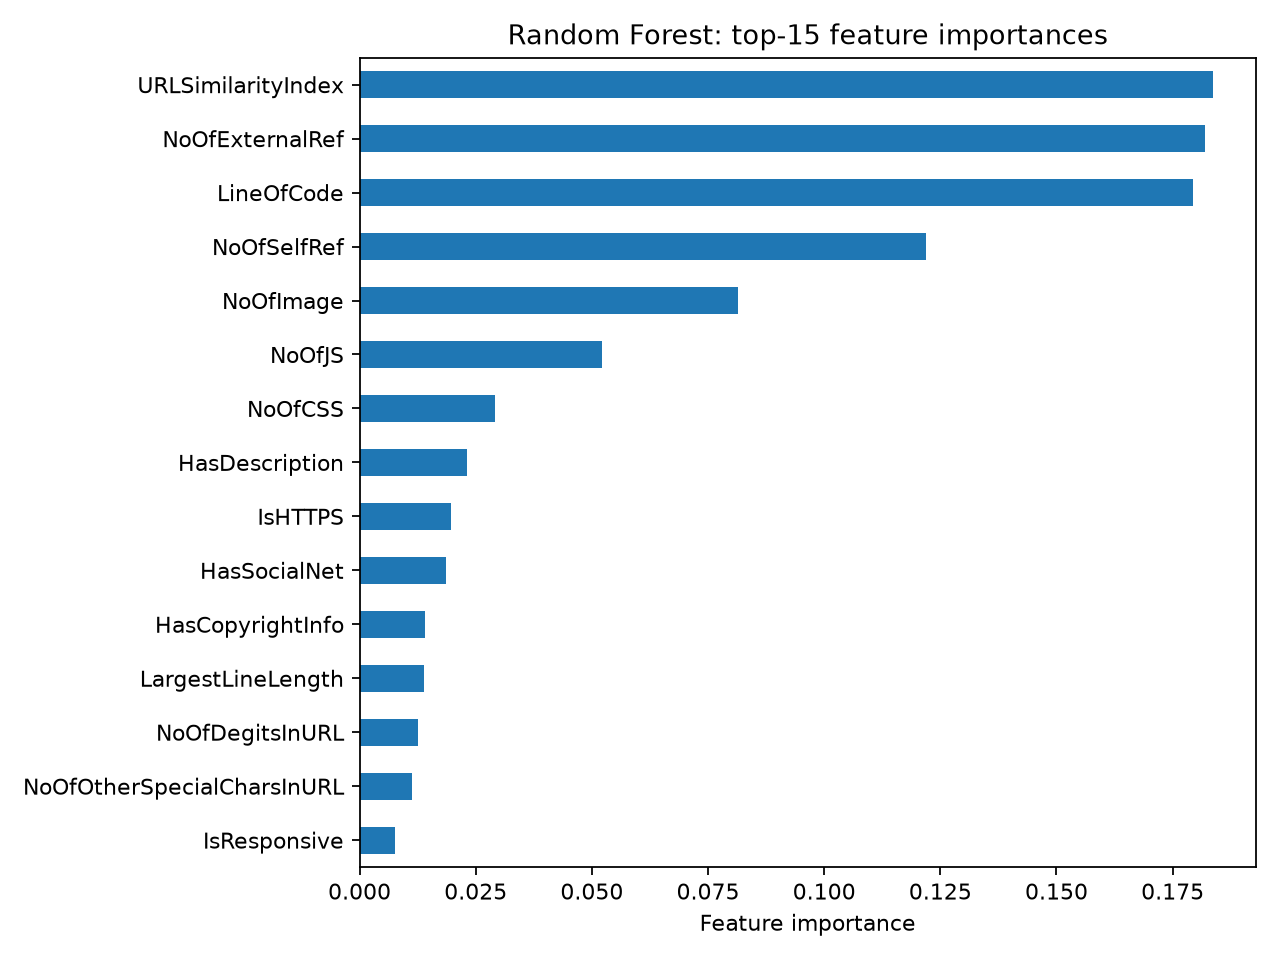 Random Forest: top-15 feature importances
URLSimilarityIndex
NoOfExternalRef
LineOfCode
NoOfSelfRef
NoOfImage
NoOfJS
NoOfCSS
HasDescription
IsHTTPS
HasSocialNet
HasCopyrightInfo
LargestLineLength
NoOfDegitsInURL
NoOfOtherSpecialCharsInURL
IsResponsive
0.000 0.025 0.050 0.075 0.100 0.125 0.150 0.175
Feature importance